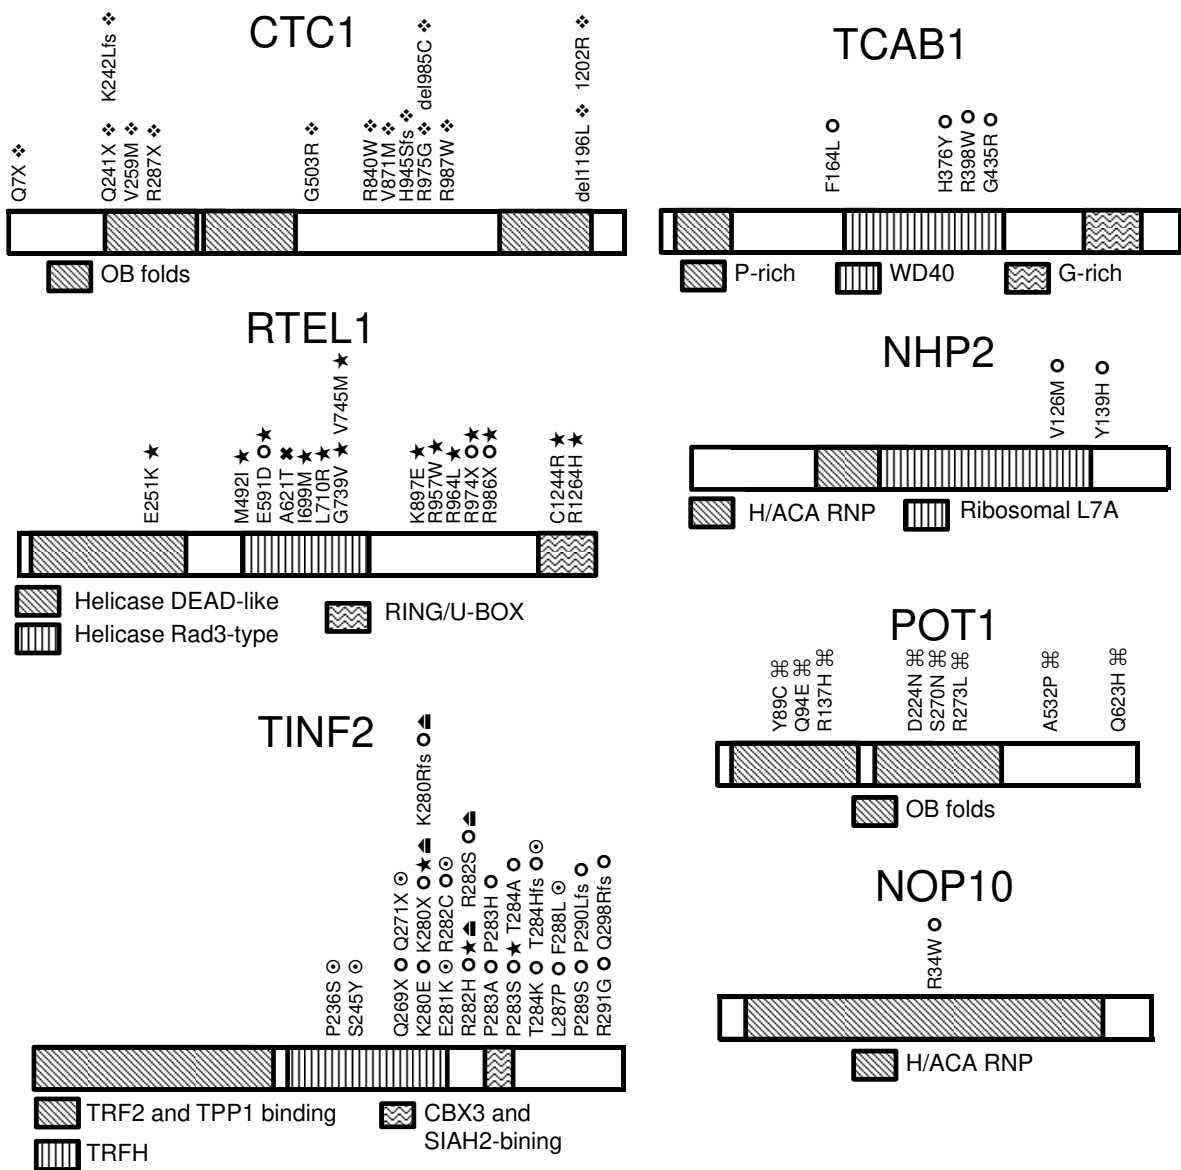 CTC1
Q7X ❖
Q241X ❖ K242Lfs ❖
V259M ❖
R287X ❖
G503R ❖
R840W ❖
V871M ❖
H945Sfs ❖
R975G ❖ del985C ❖
R987W ❖
del1196L ❖ 1202R ❖
OB folds
TCAB1
F164L
H376Y
R398W
G435R
P-rich
WD40
G-rich
RTEL1
E251K ★
M492I ★
E591D ★
A621T ✖
I699M ★
L710R ★
G739V ★ V745M ★
K897E ★
R957W ★
R964L ★
R974X ★
R986X ★
C1244R ★
R1264H ★
Helicase DEAD-like
Helicase Rad3-type
RING/U-BOX
NHP2
V126M
Y139H
H/ACA RNP
Ribosomal L7A
POT1
Y89C ⌘
Q94E ⌘
R137H ⌘
D224N ⌘
S270N ⌘
R273L ⌘
A532P ⌘
Q623H ⌘
OB folds
TINF2
P236S
S245Y
Q269X Q271X
K280E K280X K280Rfs
E281K R282C
R282H R282S
P283A P283H
P283S T284A
T284K T284Hfs
L287P F288L
P289S P290Lfs
R291G Q298Rfs
TRF2 and TPP1 binding
TRFH
CBX3 and
SIAH2-bining
NOP10
R34W
H/ACA RNP